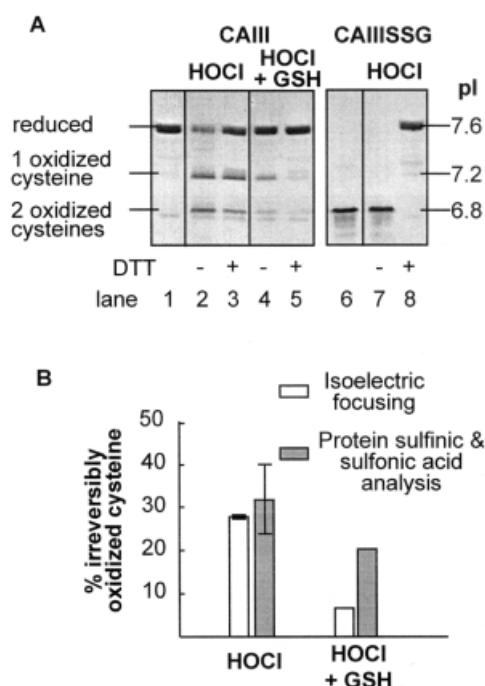 A
CAIII CAIIISSG
HOCl HOCl + GSH HOCl pI
reduced 7.6
1 oxidized cysteine 7.2
2 oxidized cysteines 6.8
DTT - + - + - +
lane 1 2 3 4 5 6 7 8
B
% irreversibly oxidized cysteine
50
40
30
20
10
Isoelectric focusing
Protein sulfinic & sulfonic acid analysis
HOCl HOCl + GSH